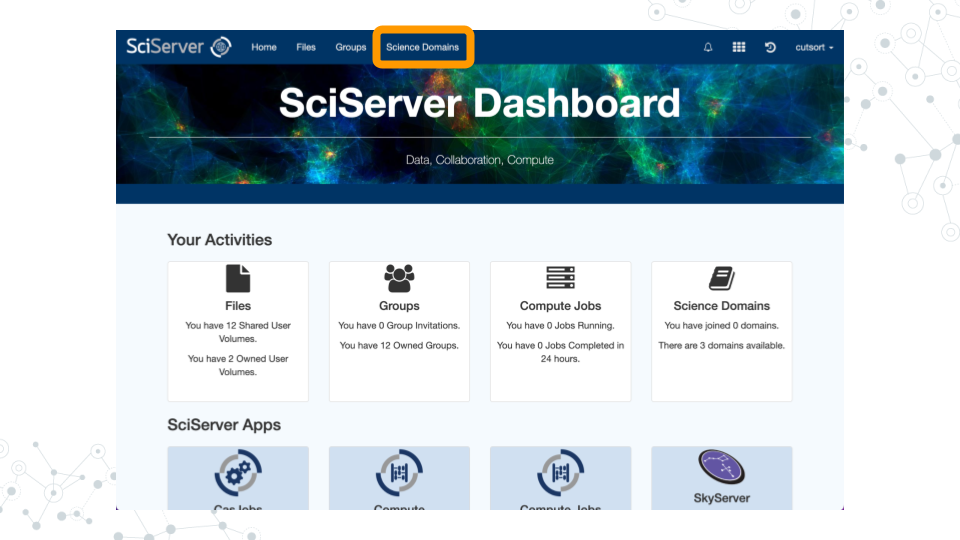 SciServer
Home Files Groups Science Domains cutsort
SciServer Dashboard
Data, Collaboration, Compute
Your Activities
Files
You have 12 Shared User
Volumes.
You have 2 Owned User
Volumes.
Groups
You have 0 Group Invitations.
You have 12 Owned Groups.
Compute Jobs
You have 0 Jobs Running.
You have 0 Jobs Completed in
24 hours.
Science Domains
You have joined 0 domains.
There are 3 domains available.
SciServer Apps
CasJobs
Compute
Compute Jobs
SkyServer